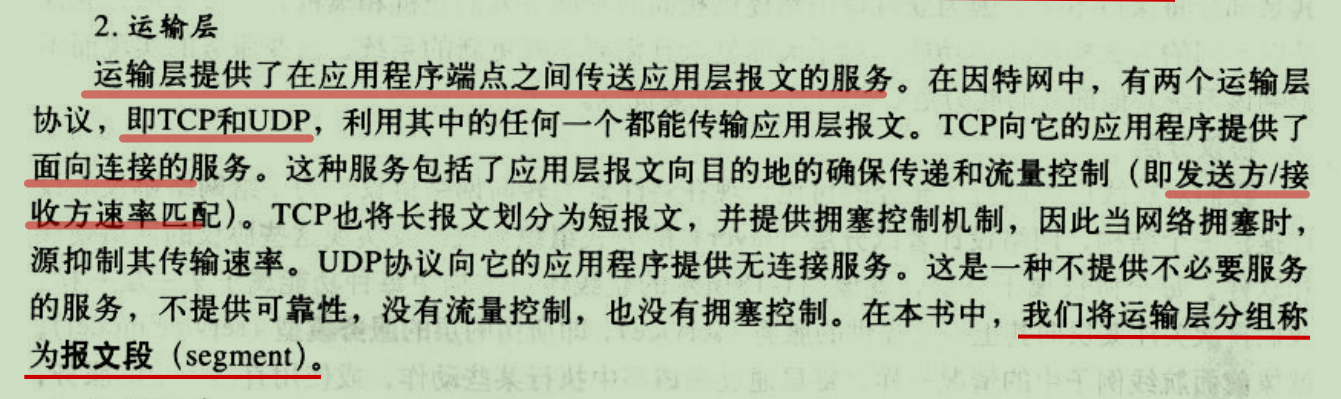 2. 运输层
运输层提供了在应用程序端点之间传送应用层报文的服务。在因特网中，有两个运输层
协议，即TCP和UDP，利用其中的任何一个都能传输应用层报文。TCP向它的应用程序提供了
面向连接的服务。这种服务包括了应用层报文向目的地的确保传递和流量控制（即发送方/接
收方速率匹配）。TCP也将长报文划分为短报文，并提供拥塞控制机制，因此当网络拥塞时，
源抑制其传输速率。UDP协议向它的应用程序提供无连接服务。这是一种不提供不必要服务
的服务，不提供可靠性，没有流量控制，也没有拥塞控制。在本书中，我们将运输层分组称
为报文段（segment）。